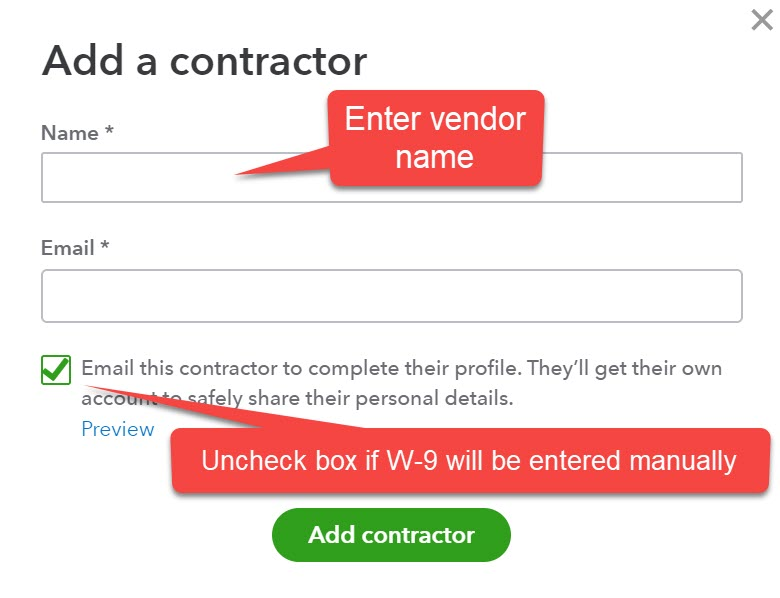 Add a contractor
Name *
Enter vendor
name
Email *
Email this contractor to complete their profile. They’ll get their own
account to safely share their personal details.
Preview
Uncheck box if W-9 will be entered manually
Add contractor